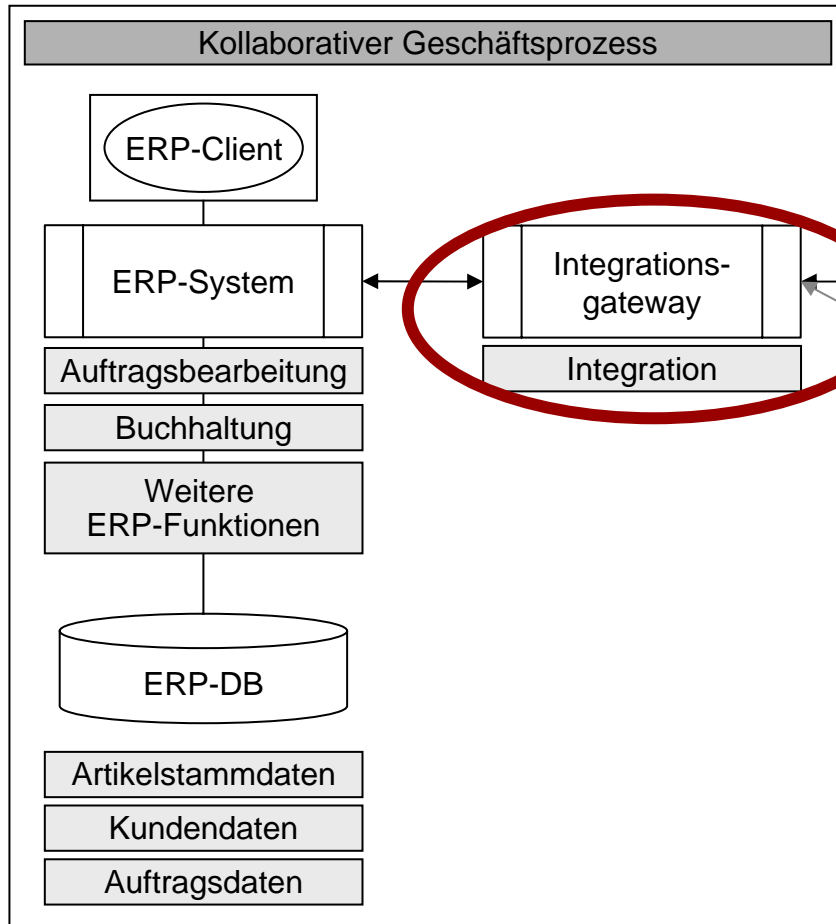 Kollaborativer Geschäftsprozess
ERP-Client
ERP-System
Integrations-
gateway
Auftragsbearbeitung
Integration
Buchhaltung
Weitere
ERP-Funktionen
ERP-DB
Artikelstammdaten
Kundendaten
Auftragsdaten